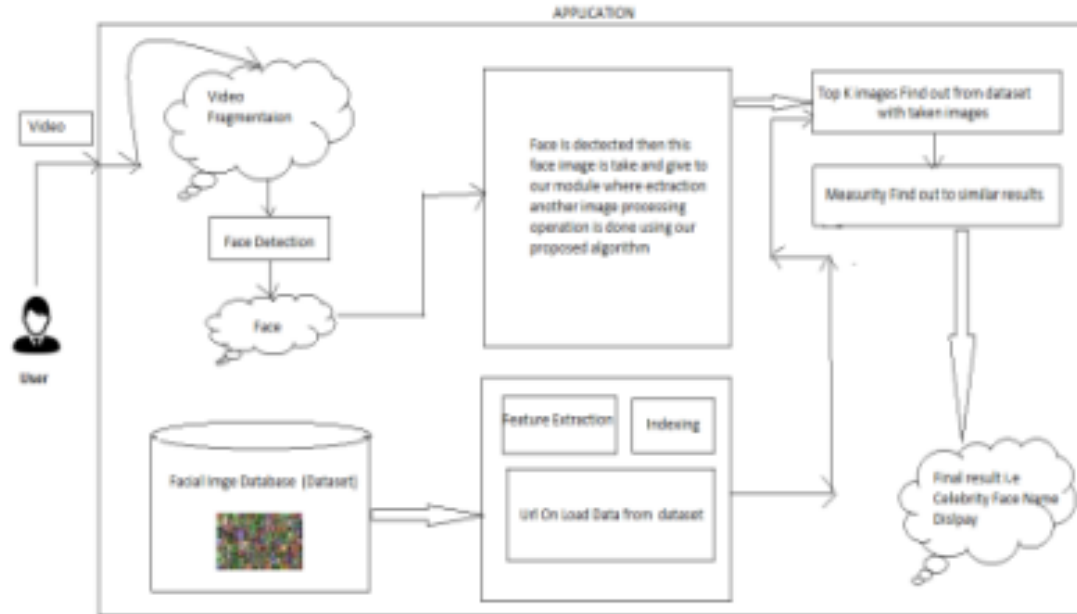 APPLICATION
Video
User
Video
Fragmentaion
Face Detection
Face
Face is dectected then this
face image is take and give to
our module where extraction
another image processing
operation is done using our
proposed algorithm
Top K images Find out from dataset
with taken images
Measurity Find out to similar results
Facial Imge Database (Dataset)
Feature Extraction
Indexing
Url On Load Data from dataset
Final result i.e
Celebrity Face Name
Dislpay